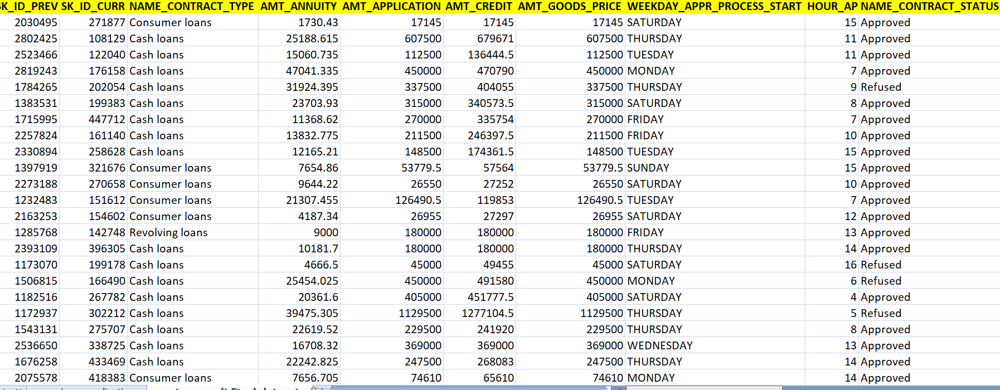 SK_ID_PREV SK_ID_CURR NAME_CONTRACT_TYPE AMT_ANNUITY AMT_APPLICATION AMT_CREDIT AMT_GOODS_PRICE WEEKDAY_APPR_PROCESS_START HOUR_AP NAME_CONTRACT_STATUS
2030495 271877 Consumer loans 1730.43 17145 17145 17145 SATURDAY 15 Approved
2802425 108129 Cash loans 25188.615 607500 679671 607500 THURSDAY 11 Approved
2523466 122040 Cash loans 15060.735 112500 136444.5 112500 TUESDAY 11 Approved
2819243 176158 Cash loans 47041.335 450000 470790 450000 MONDAY 7 Approved
1784265 202054 Cash loans 31924.395 337500 404055 337500 THURSDAY 9 Refused
1383531 199383 Cash loans 23703.93 315000 340573.5 315000 SATURDAY 8 Approved
1715995 447712 Cash loans 11368.62 270000 335754 270000 FRIDAY 7 Approved
2257824 161140 Cash loans 13832.775 211500 246397.5 211500 FRIDAY 10 Approved
2330894 258628 Cash loans 12165.21 148500 174361.5 148500 TUESDAY 15 Approved
1397919 321676 Consumer loans 7654.86 53779.5 57564 53779.5 SUNDAY 15 Approved
2273188 270658 Consumer loans 9644.22 26550 27252 26550 SATURDAY 10 Approved
1232483 151612 Consumer loans 21307.455 126490.5 119853 126490.5 TUESDAY 7 Approved
2163253 154602 Consumer loans 4187.34 26955 27297 26955 SATURDAY 12 Approved
1285768 142748 Revolving loans 9000 180000 180000 180000 FRIDAY 13 Approved
2393109 396305 Cash loans 10181.7 180000 180000 180000 THURSDAY 14 Approved
1173070 199178 Cash loans 4666.5 45000 49455 45000 SATURDAY 16 Refused
1506815 166490 Cash loans 25454.025 450000 491580 450000 MONDAY 6 Refused
1182516 267782 Cash loans 20361.6 405000 451777.5 405000 SATURDAY 4 Approved
1172937 302212 Cash loans 39475.305 1129500 1277104.5 1129500 THURSDAY 5 Refused
1543131 275707 Cash loans 22619.52 229500 241920 229500 THURSDAY 8 Approved
2536650 338725 Cash loans 16708.32 369000 369000 369000 WEDNESDAY 13 Approved
1676258 433469 Cash loans 22242.825 247500 268083 247500 THURSDAY 14 Approved
2075578 418383 Consumer loans 7656.705 74610 65610 74610 MONDAY 14 Approved